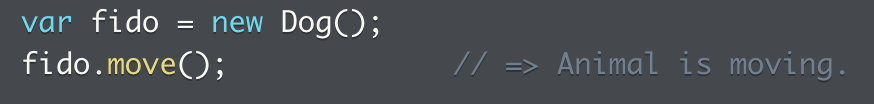 var fido = new Dog();
fido.move();               // => Animal is moving.